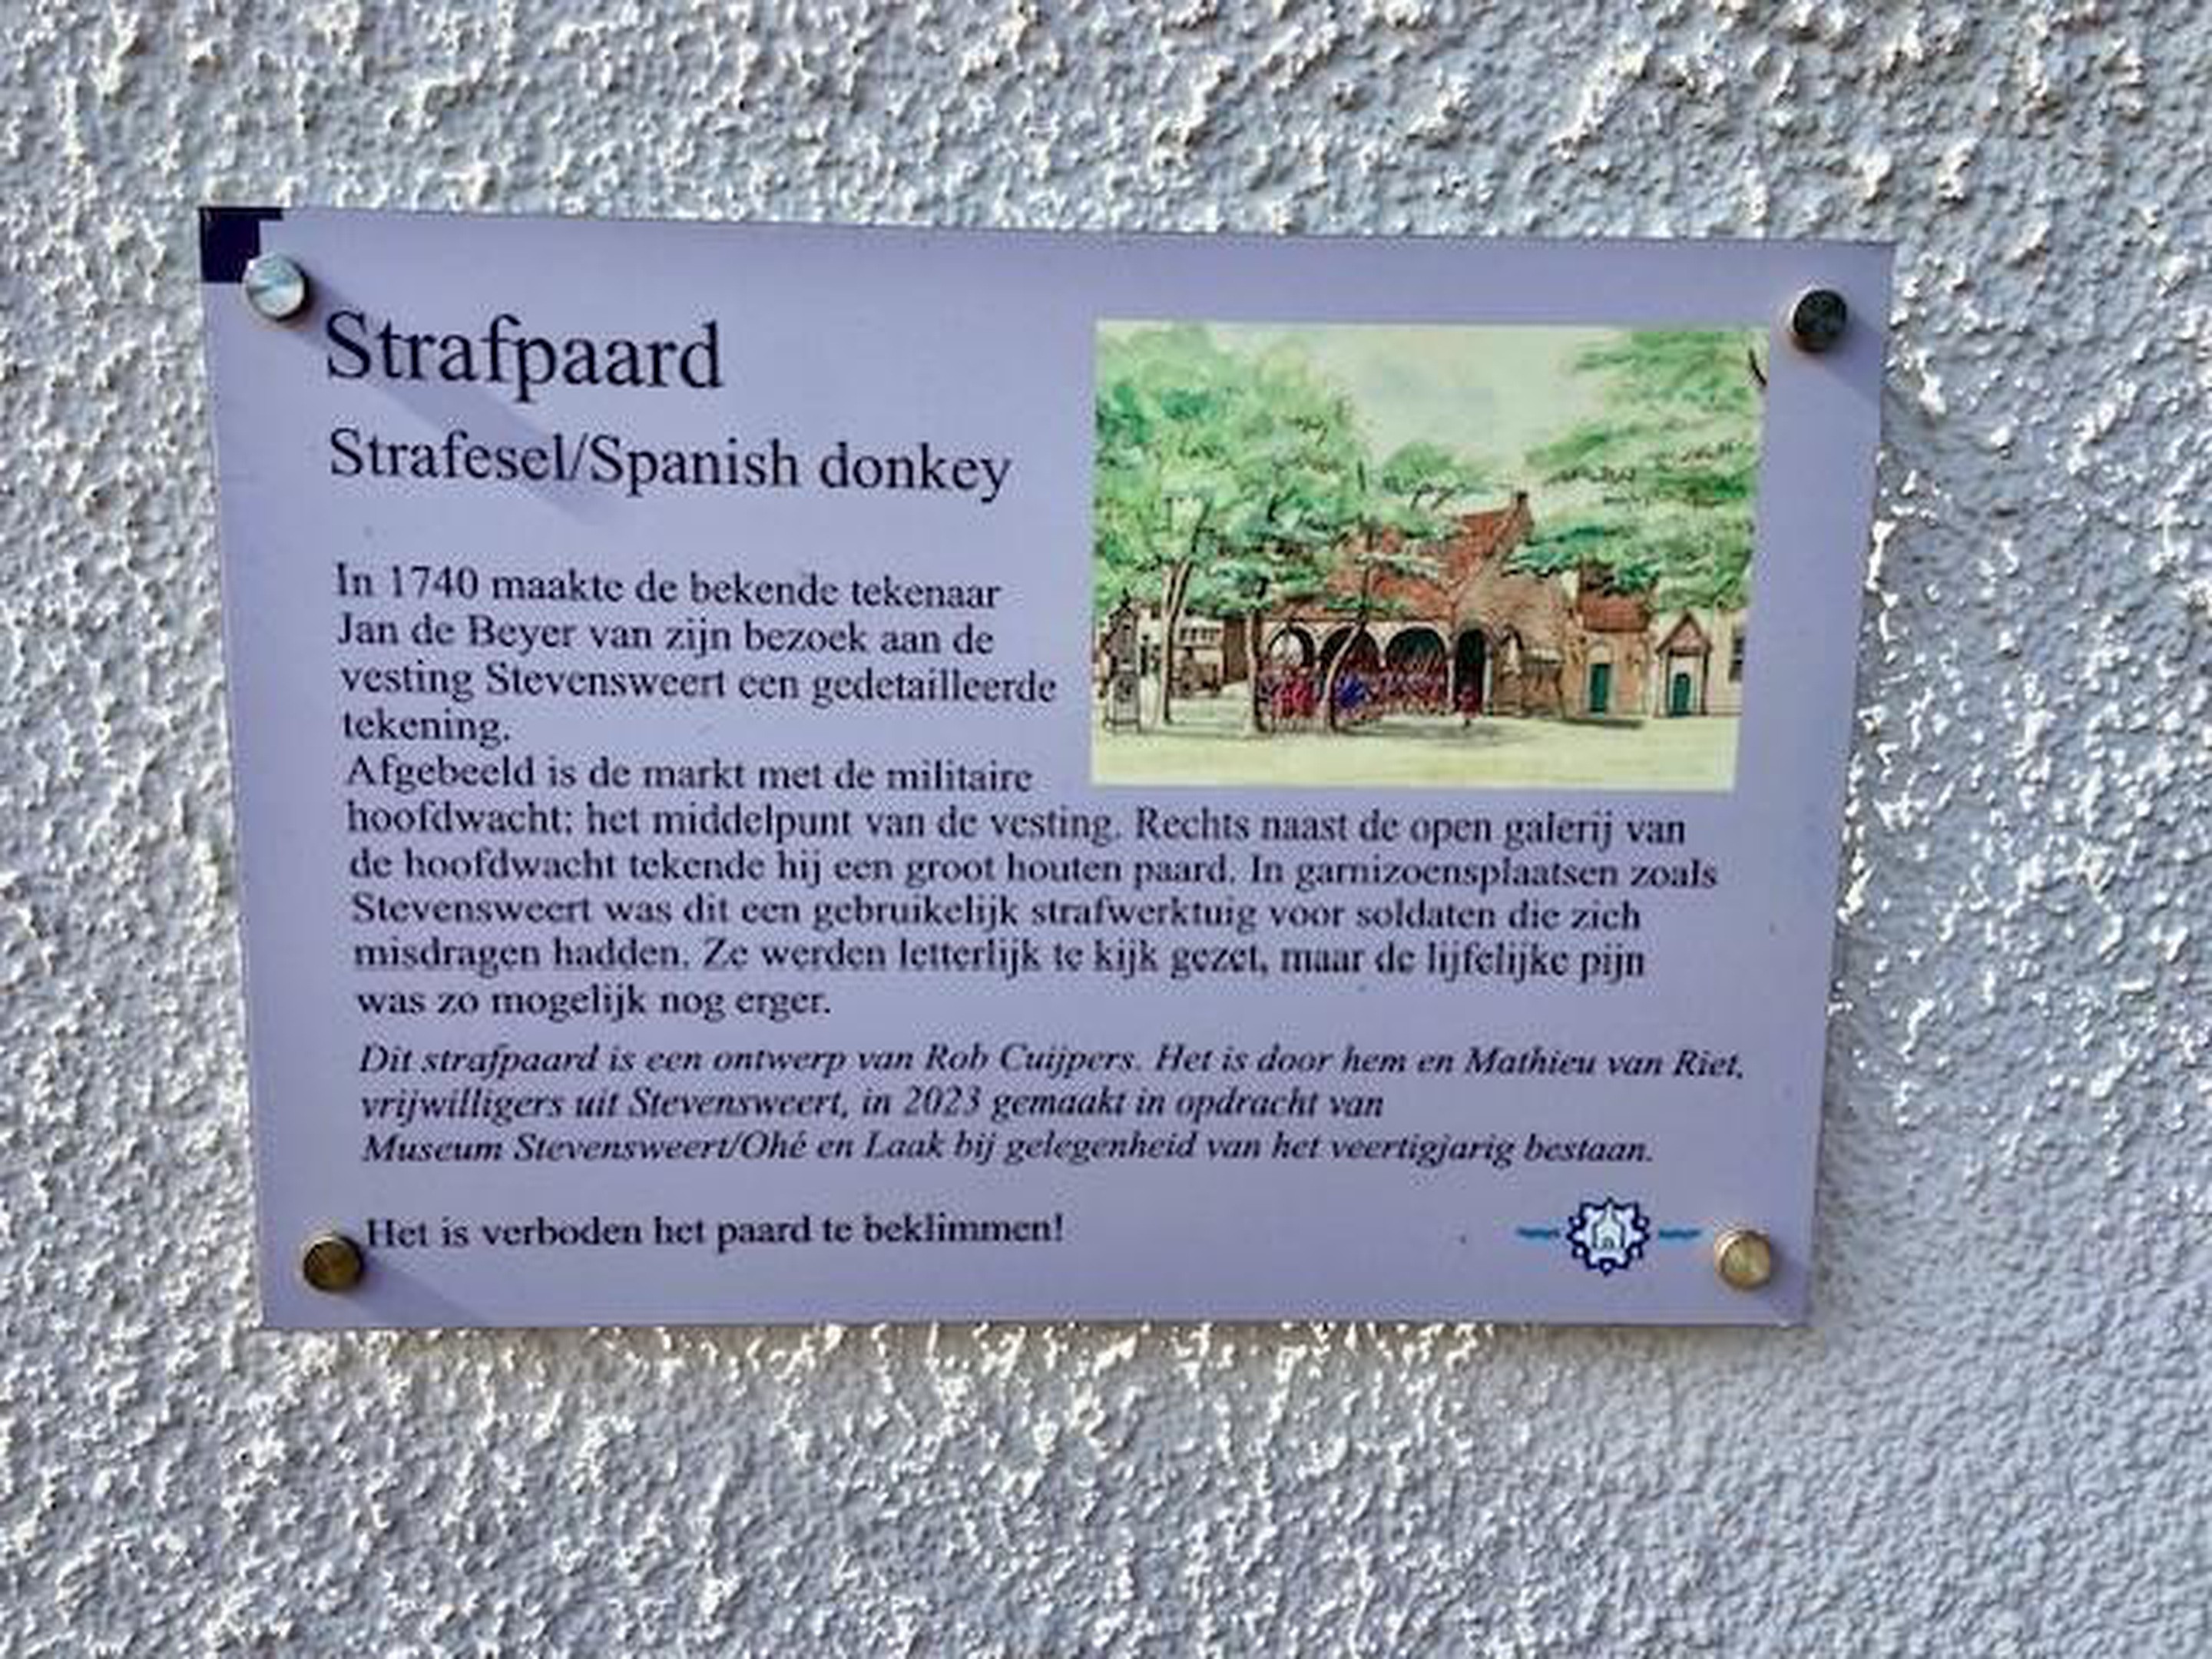 Strafpaard
Strafesel/Spanish donkey
In 1740 maakte de bekende tekenaar
Jan de Beyer van zijn bezoek aan de
vesting Stevensweert een gedetailleerde
tekening.
Afgebeeld is de markt met de militaire
hoofdwacht: het middelpunt van de vesting. Rechts naast de open galerij van
de hoofdwacht tekende hij een groot houten paard. In garnizoensplaatsen zoals
Stevensweert was dit een gebruikelijk strafwerktuig voor soldaten die zich
misdragen hadden. Ze werden letterlijk te kijk gezet, maar de lijfelijke pijn
was zo mogelijk nog erger.
Dit strafpaard is een ontwerp van Rob Cuijpers. Het is door hem en Mathieu van Riet,
vrijwilligers uit Stevensweert, in 2023 gemaakt in opdracht van
Museum Stevensweert/Ohé en Laak bij gelegenheid van het veertigjarig bestaan.
Het is verboden het paard te beklimmen!